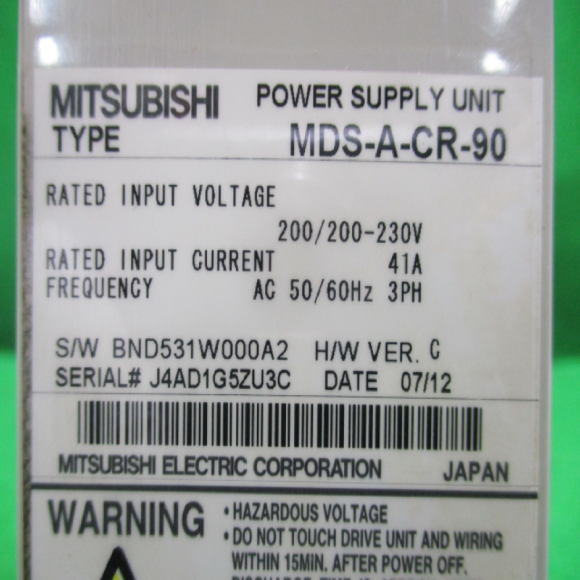 MITSUBISHI POWER SUPPLY UNIT
TYPE MDS-A-CR-90
RATED INPUT VOLTAGE
200/200-230V
RATED INPUT CURRENT 41A
FREQUENCY AC 50/60Hz 3PH
S/W BND531W000A2 H/W VER. C
SERIAL# J4AD1G5ZU3C DATE 07/12
MITSUBISHI ELECTRIC CORPORATION JAPAN
WARNING
• HAZARDOUS VOLTAGE
• DO NOT TOUCH DRIVE UNIT AND WIRING
WITHIN 15MIN. AFTER POWER OFF.